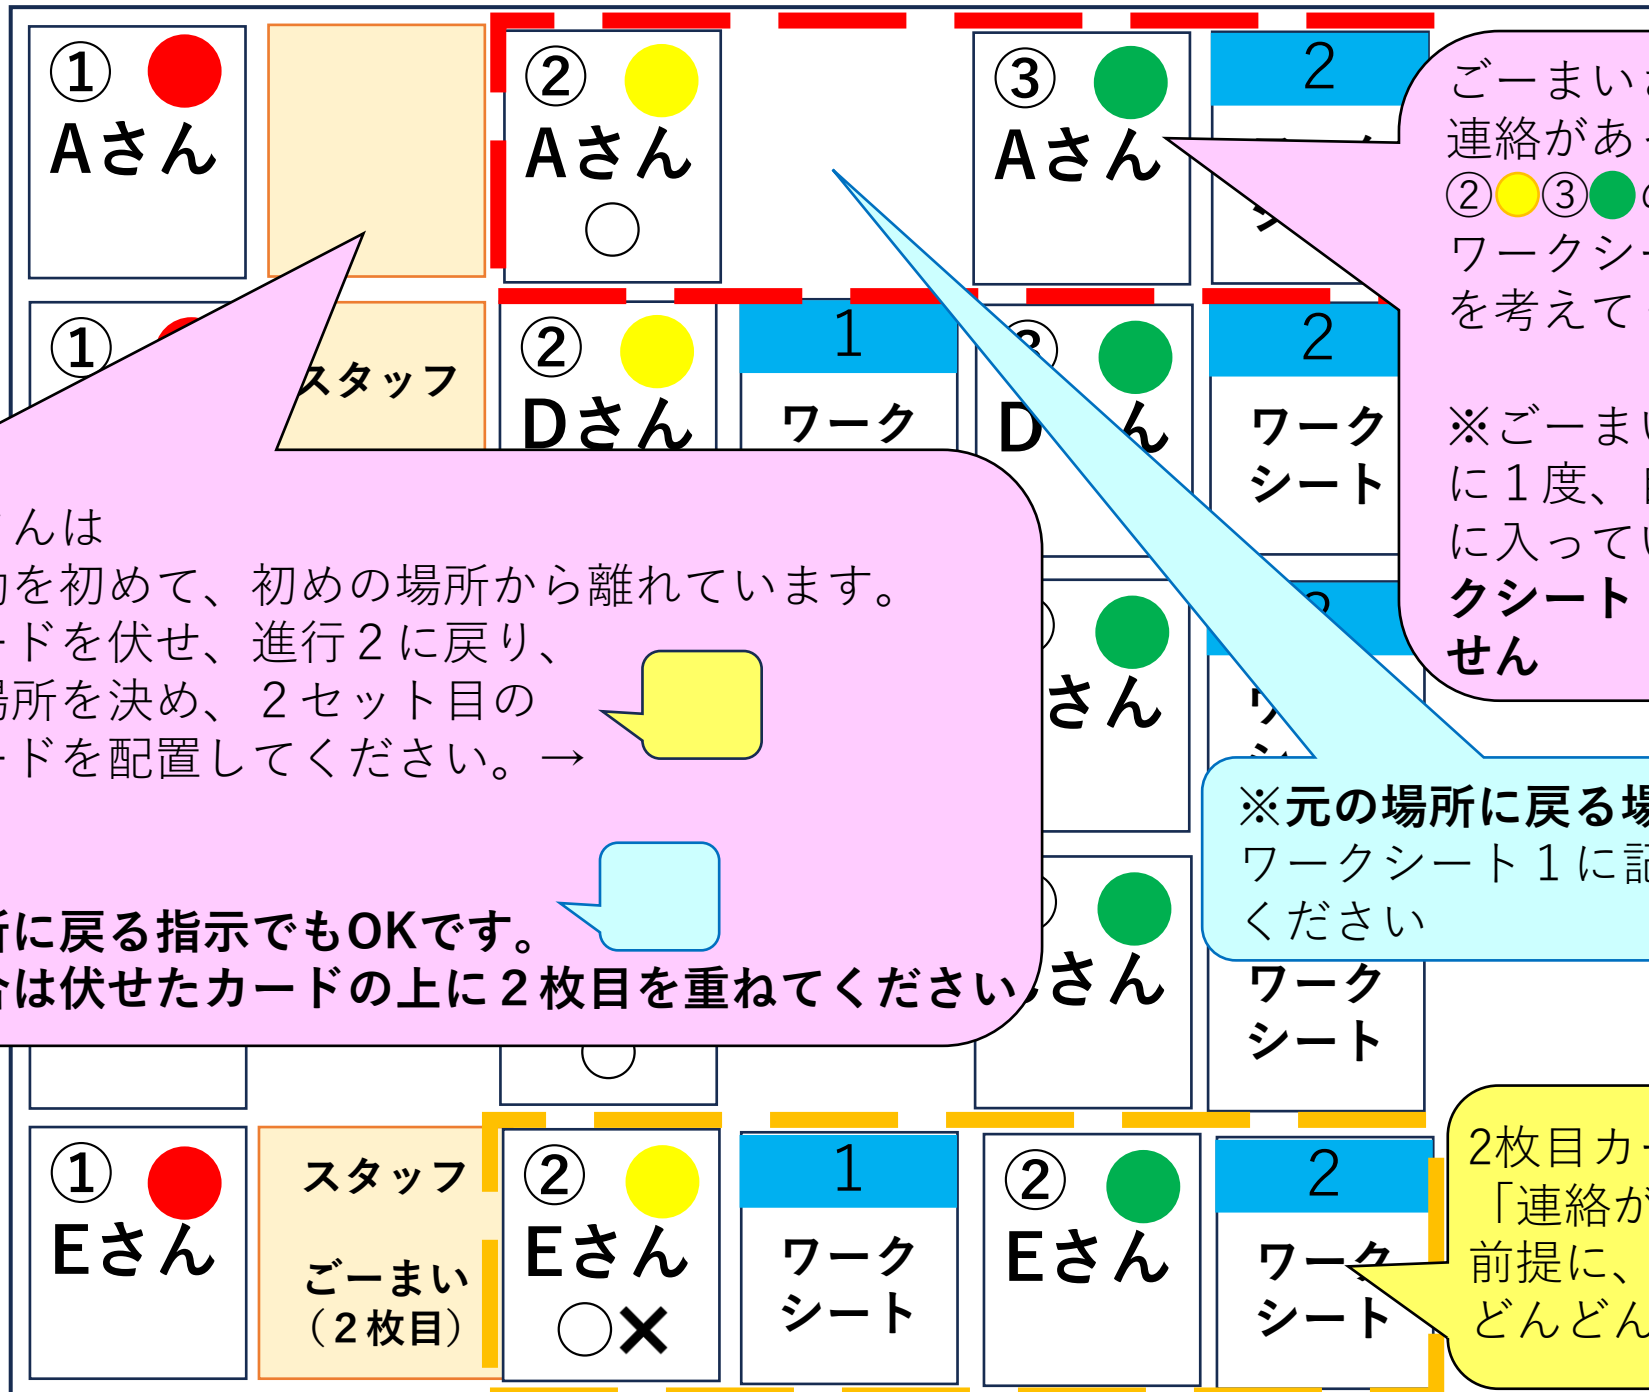 ①
Aさん
②
Aさん
○
③
Aさん
2
ごーまい
連絡があ
②③
ワークシ
を考えて
※ごーまい
に１度、
に入ってい
クシート
せん
①
スタッフ
②
Dさん
1
ワーク
D
ん
2
ワーク
シート
んは
を初めて、初めの場所から離れています。
ードを伏せ、進行２に戻り、
場所を決め、２セット目の
ードを配置してください。→
所に戻る指示でもOKです。
合は伏せたカードの上に２枚目を重ねてください
さん
さん
※元の場所に戻る場
ワークシート１に記
ください
ワーク
シート
①
Eさん
スタッフ
ごーまい
（２枚目）
②
Eさん
○✕
1
ワーク
シート
②
Eさん
2
ワーク
シート
2枚目カー
「連絡が
前提に、
どんどん